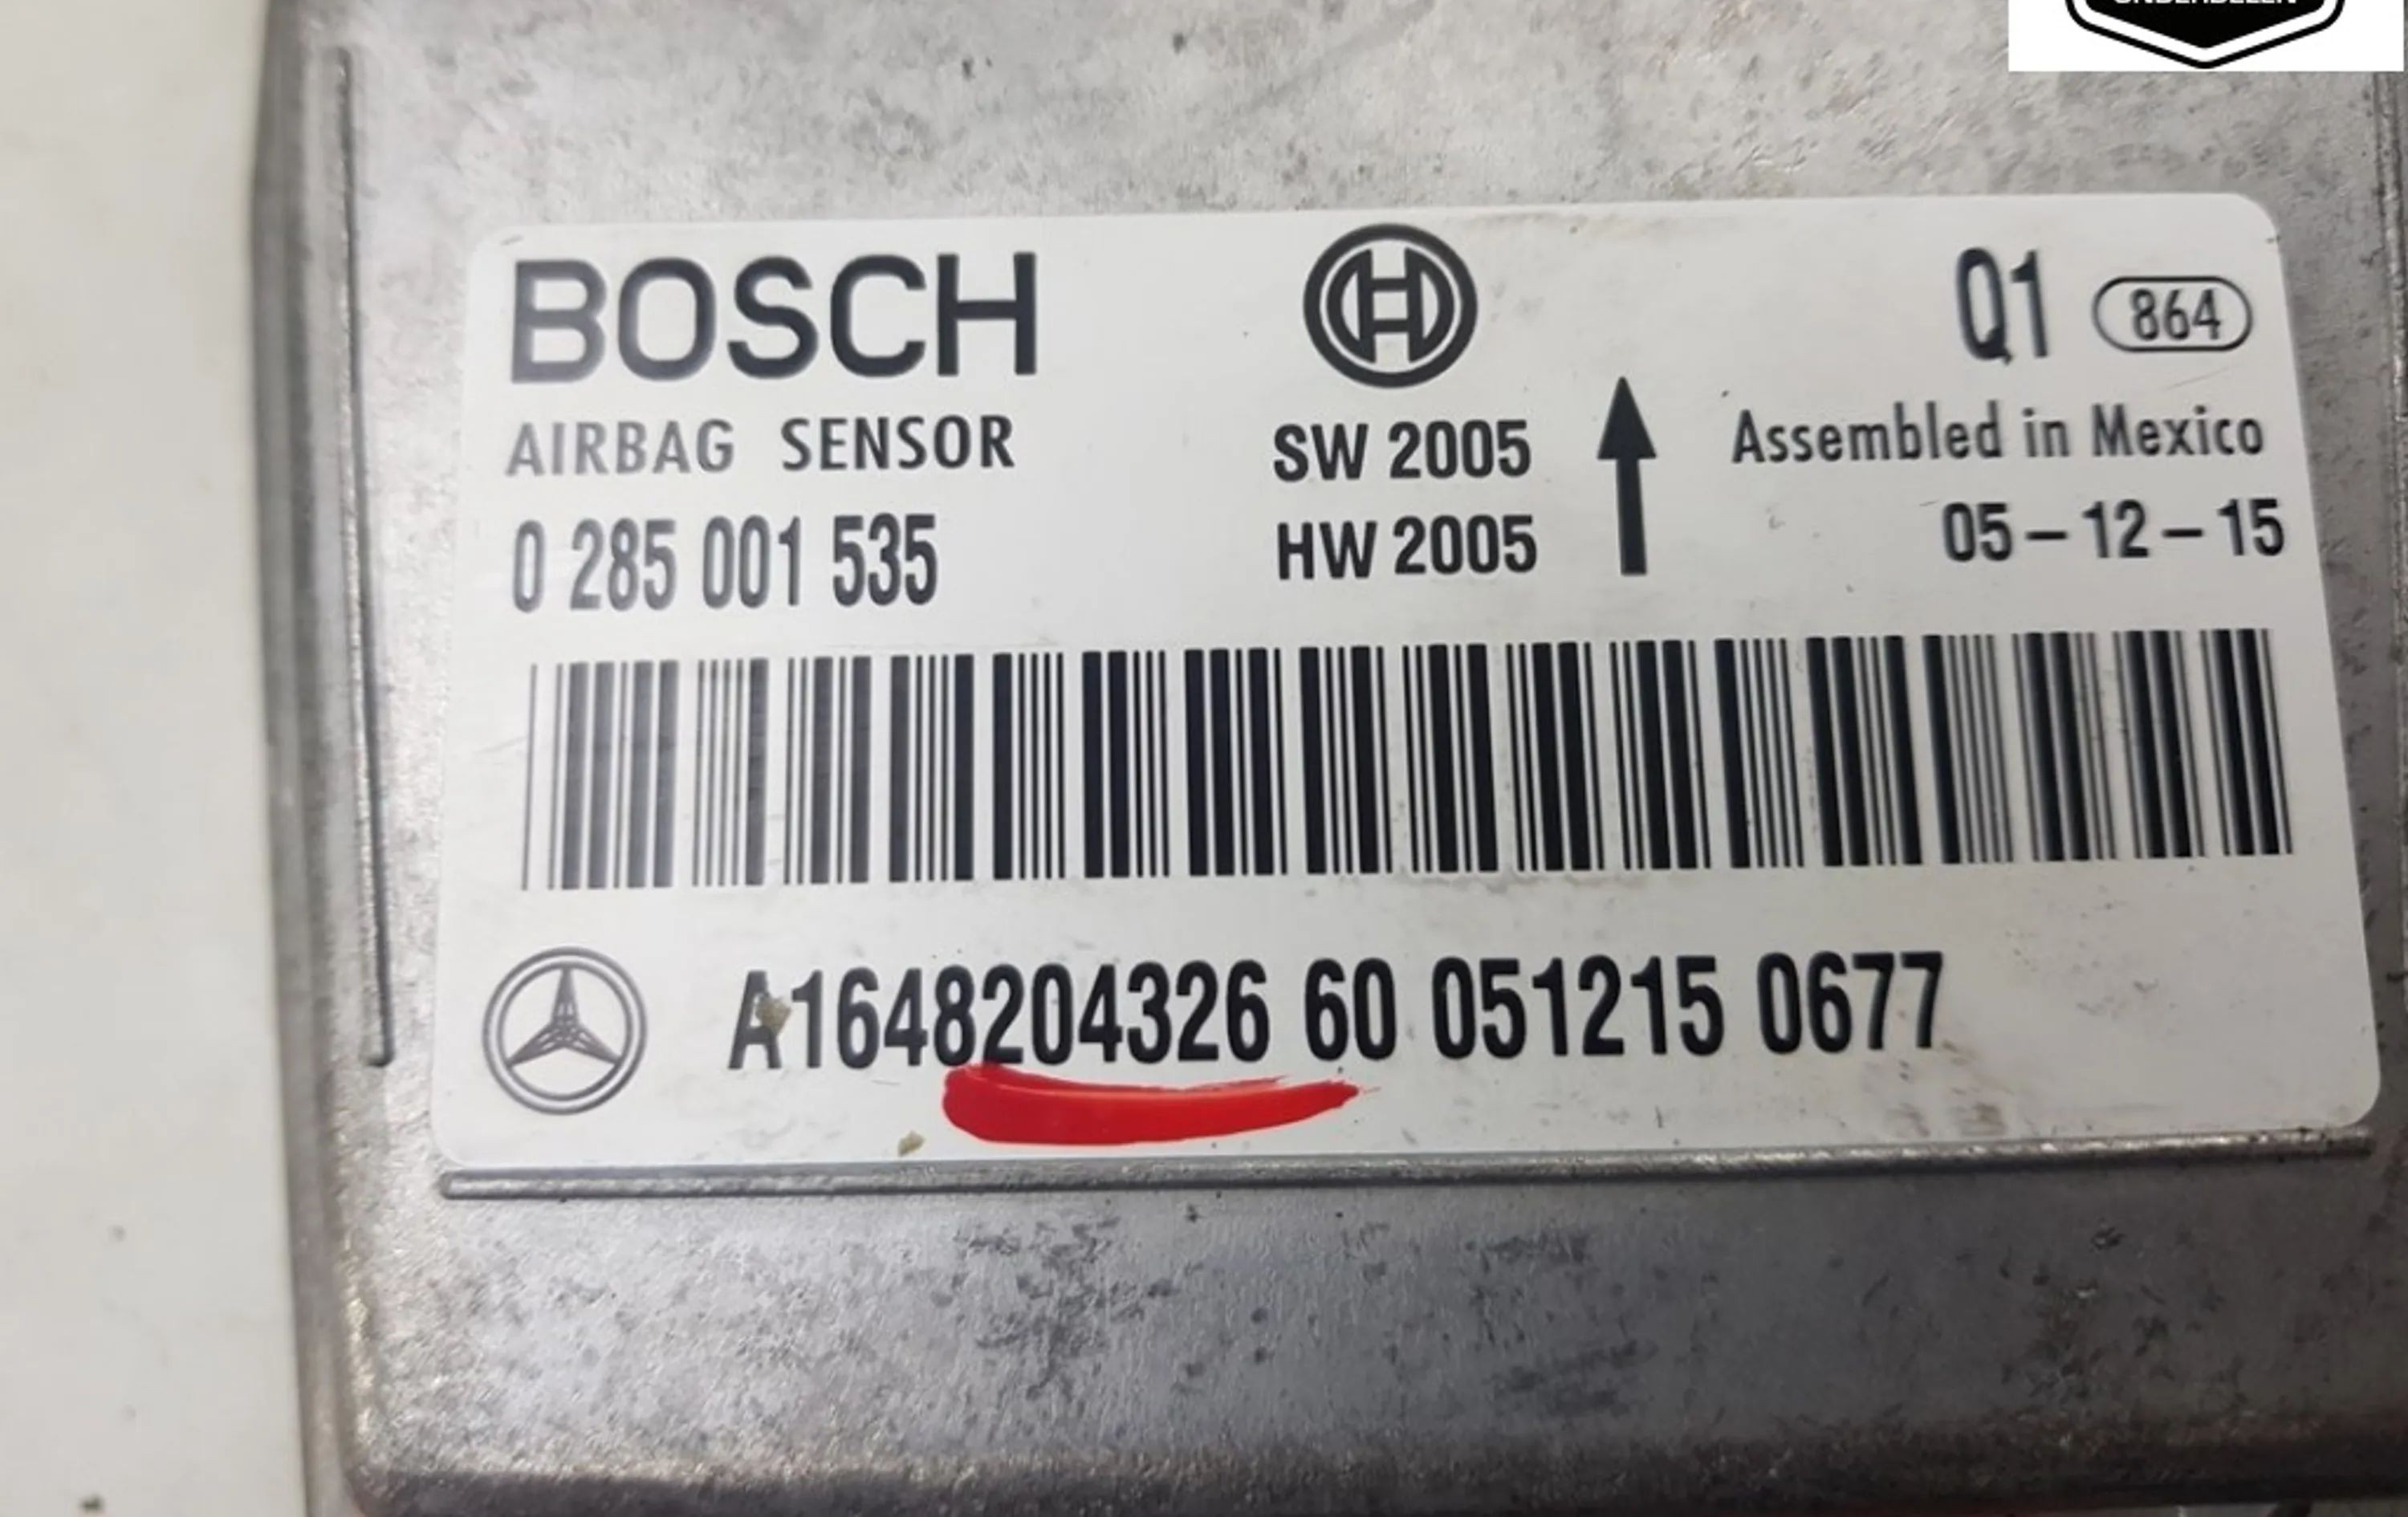 ONDERDELEN
BOSCH
AIRBAG SENSOR
0 285 001 535
SW 2005
HW 2005
Q1 864
Assembled in Mexico
05-12-15
A1648204326 60 051215 0677